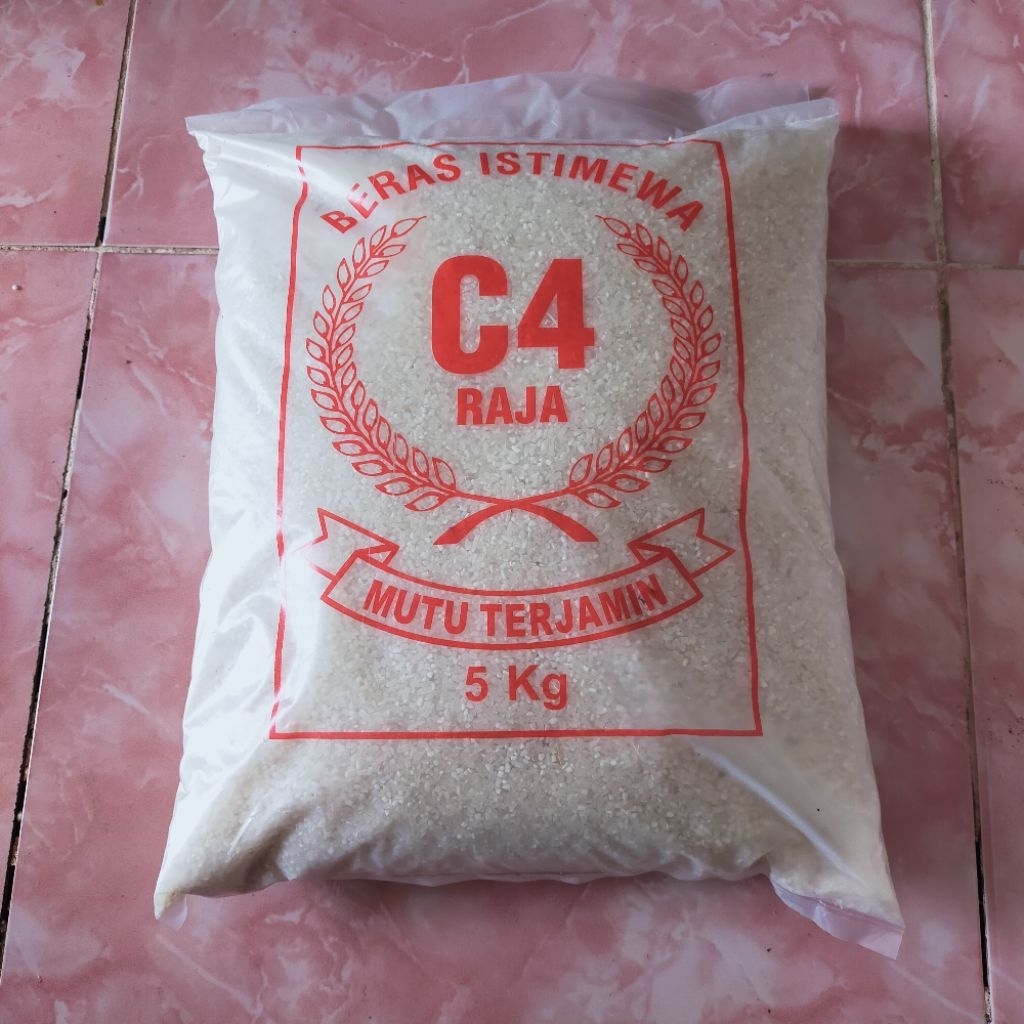 BERAS ISTIMEWA
C4
RAJA
MUTU TERJAMIN
5 Kg